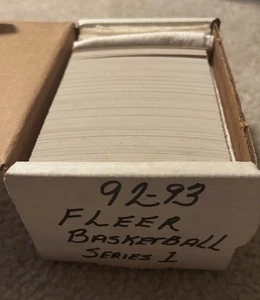 92-93
FLEER
BASKETBALL
SERIES 1